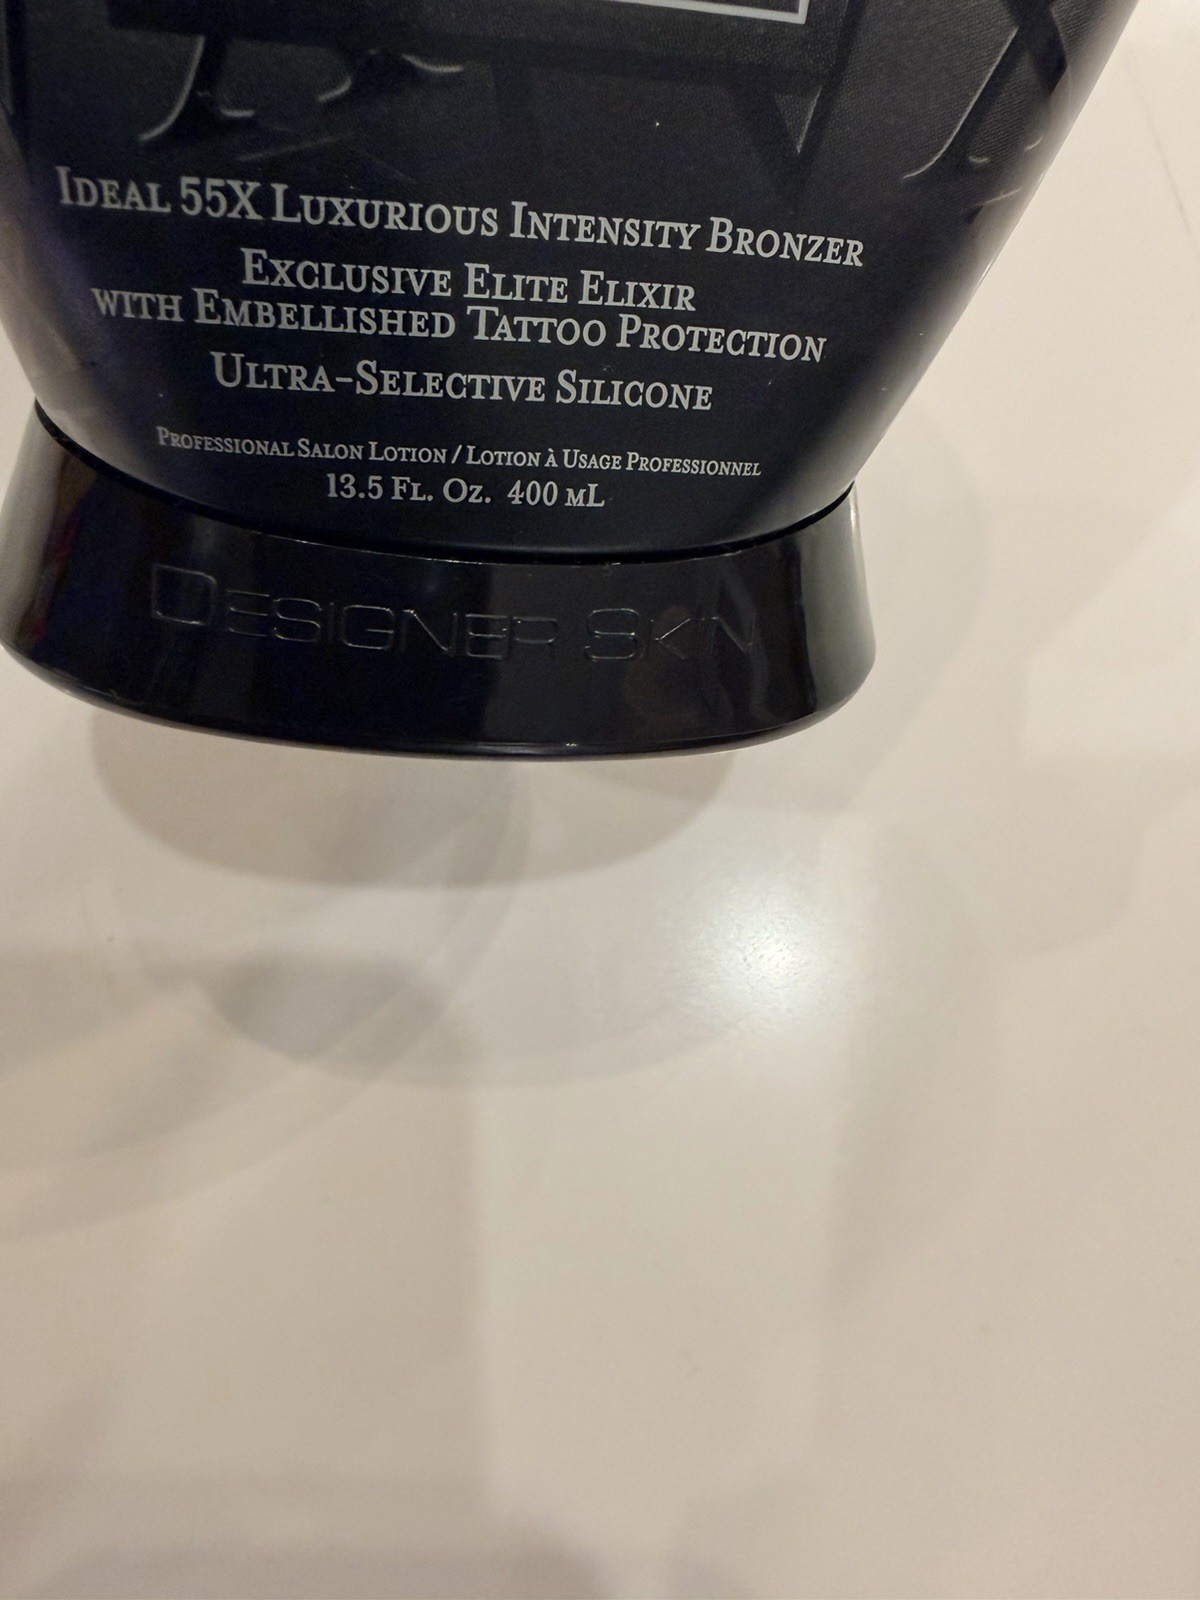 Ideal 55X Luxurious Intensity Bronzer
Exclusive Elite Elixir
with Embellished Tattoo Protection
Ultra-Selective Silicone
Professional Salon Lotion / Lotion à Usage Professionnel
13.5 Fl. Oz. 400 mL
Designer Skin